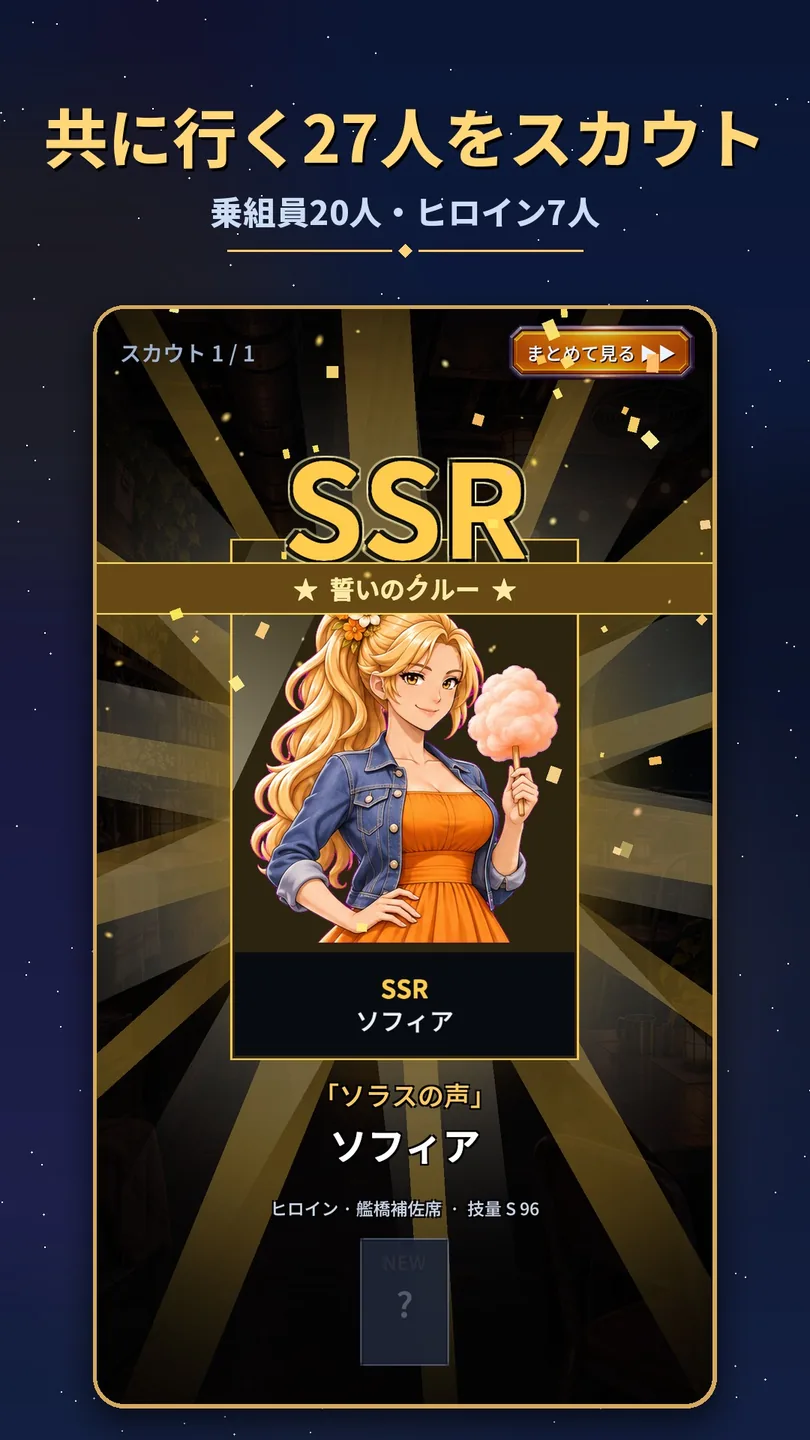 共に行く27人をスカウト
乗組員20人・ヒロイン7人
スカウト 1 / 1
まとめて見る ▶▶
SSR
★ 誓いのクルー ★
SSR
ソフィア
「ソラスの声」
ソフィア
ヒロイン · 艦橋補佐席 · 技量 S 96
NEW
?